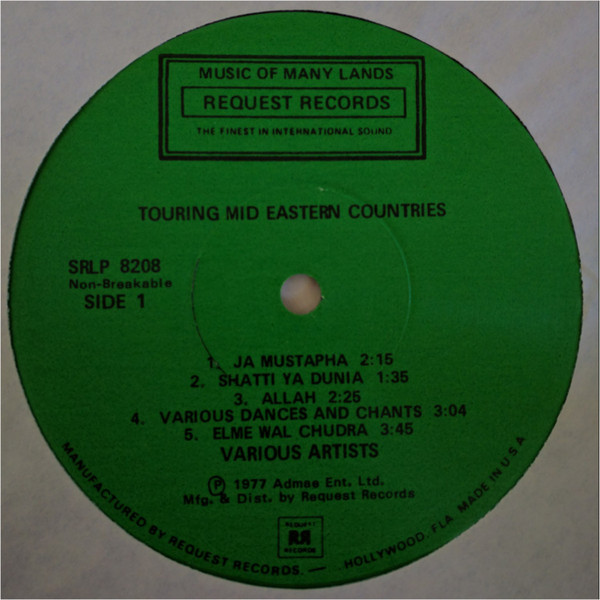 MUSIC OF MANY LANDS
REQUEST RECORDS
THE FINEST IN INTERNATIONAL SOUND
TOURING MID EASTERN COUNTRIES
SRLP 8208
Non-Breakable
SIDE 1
1. JA MUSTAPHA 2:15
2. SHATTI YA DUNIA 1:35
3. ALLAH 2:25
4. VARIOUS DANCES AND CHANTS 3:04
5. ELME WAL CHUDRA 3:45
VARIOUS ARTISTS
Ⓟ 1977 Admae Ent. Ltd.
Mfg. & Dist. by Request Records
REQUEST
RR
RECORDS
MANUFACTURED BY REQUEST RECORDS. — HOLLYWOOD, FLA. MADE IN U S A